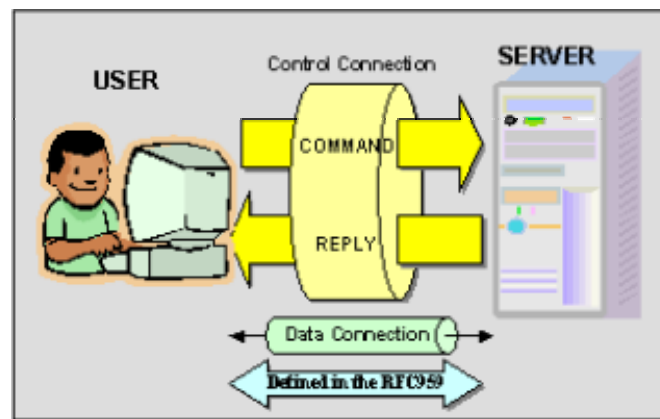 USER
Control Connection
SERVER
COMMAND
REPLY
Data Connection
Defined in the RFC959